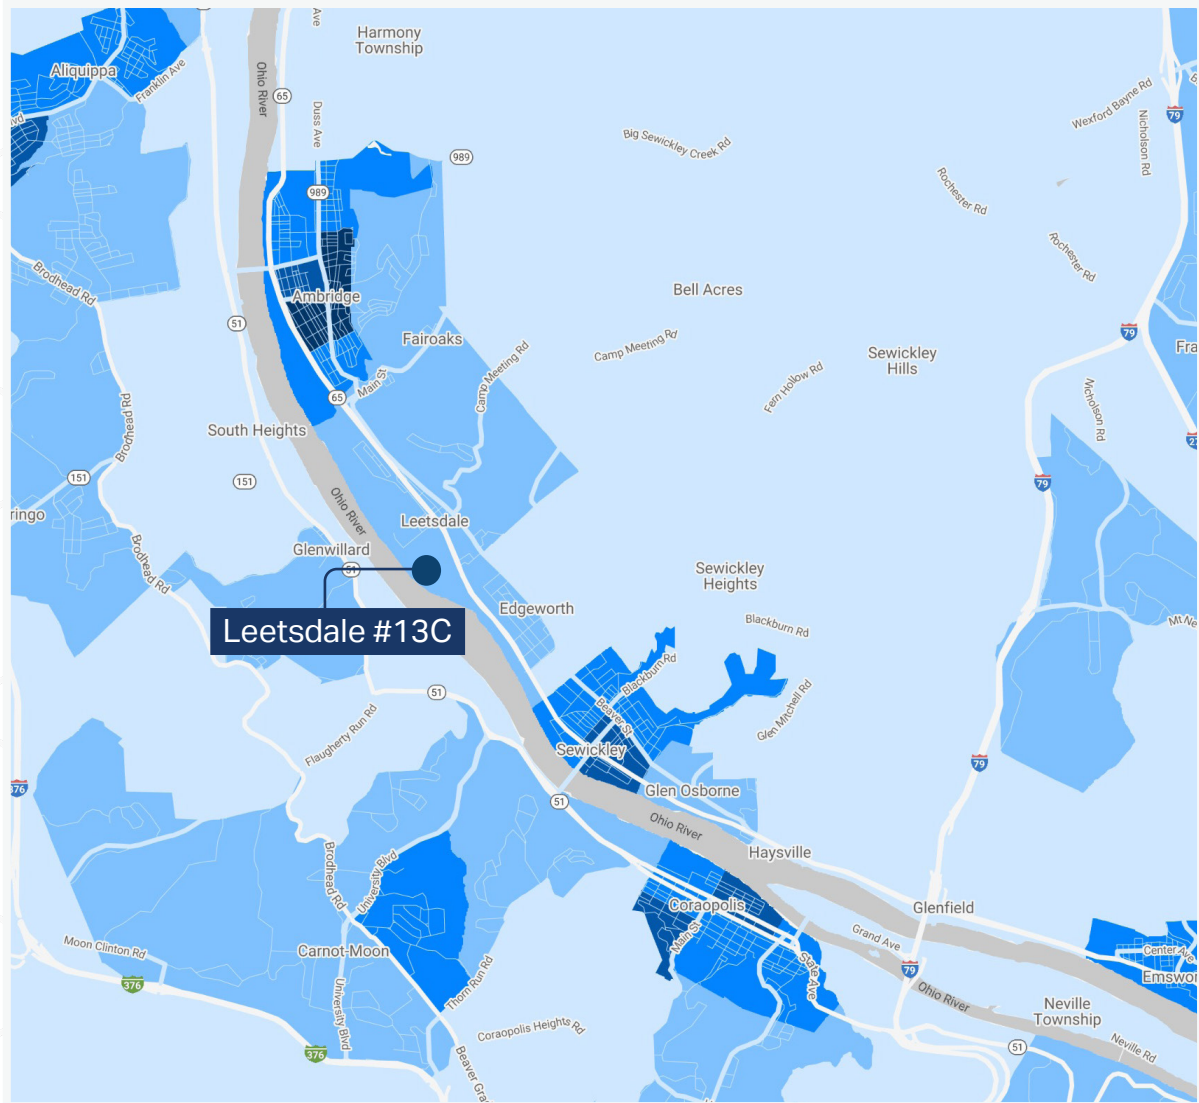 Ave
Harmony
Township
Aliquippa
Franklin Ave
Ohio River
65
Duss Ave
Wexford Bayne Rd
79
Nicholson Rd
Big Sewickley Creek Rd
989
989
Rochester Rd
Rochester Rd
Brodhead Rd
Bell Acres
Ambridge
51
Fairoaks
Camp Meeting Rd
79
Sewickley
Hills
Camp Meeting Rd
Fern Hollow Rd
Main St
65
Nicholson Rd
Brodhead Rd
South Heights
151
151
79
Ohio River
Leetsdale
Glenwillard
51
Brodhead Rd
Sewickley
Heights
Edgeworth
Leetsdale #13C
Blackburn Rd
Blackburn Rd
51
Beaver St
Glen Mitchell Rd
Flaugherty Run Rd
Sewickley
79
Glen Osborne
51
Ohio River
Haysville
Brodhead Rd
University Blvd
Coraopolis
Glenfield
Main St
Grand Ave
Moon Clinton Rd
Carnot-Moon
State Ave
79
Center Ave
376
Thorn Run Rd
Ohio River
University Blvd
Neville
Township
Coraopolis Heights Rd
376
51
Neville Rd